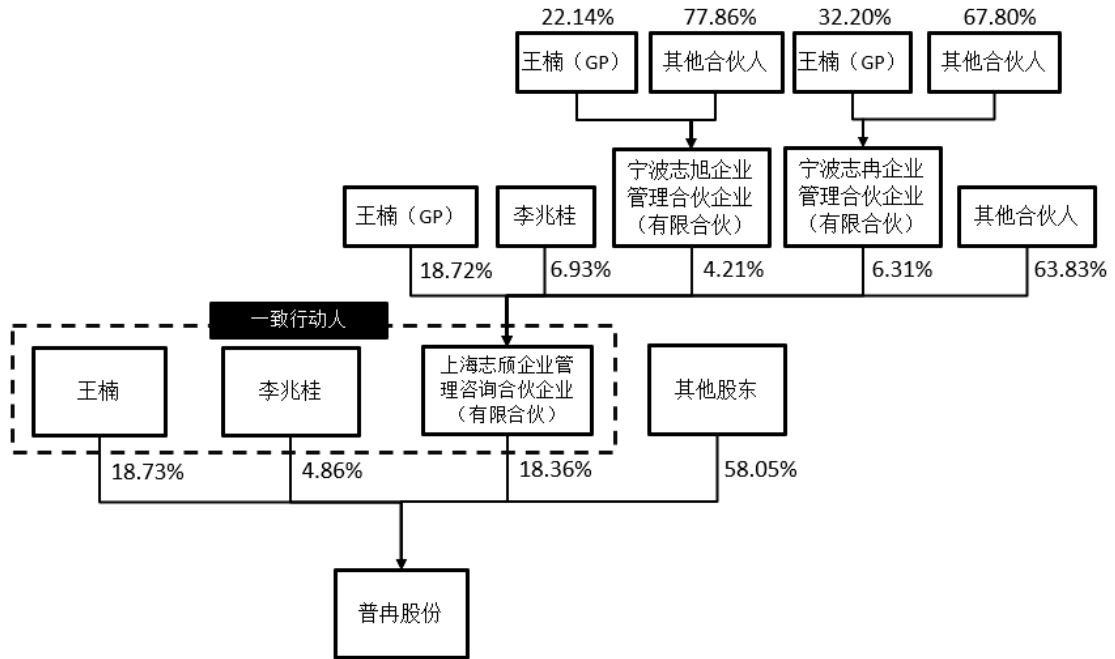 22.14%
77.86%
32.20%
67.80%
王楠（GP）
其他合伙人
王楠（GP）
其他合伙人
王楠（GP）
李兆桂
宁波志旭企业
管理合伙企业
（有限合伙）
宁波志冉企业
管理合伙企业
（有限合伙）
其他合伙人
18.72%
6.93%
4.21%
6.31%
63.83%
一致行动人
王楠
李兆桂
上海志颀企业管
理咨询合伙企业
（有限合伙）
其他股东
18.73%
4.86%
18.36%
58.05%
普冉股份